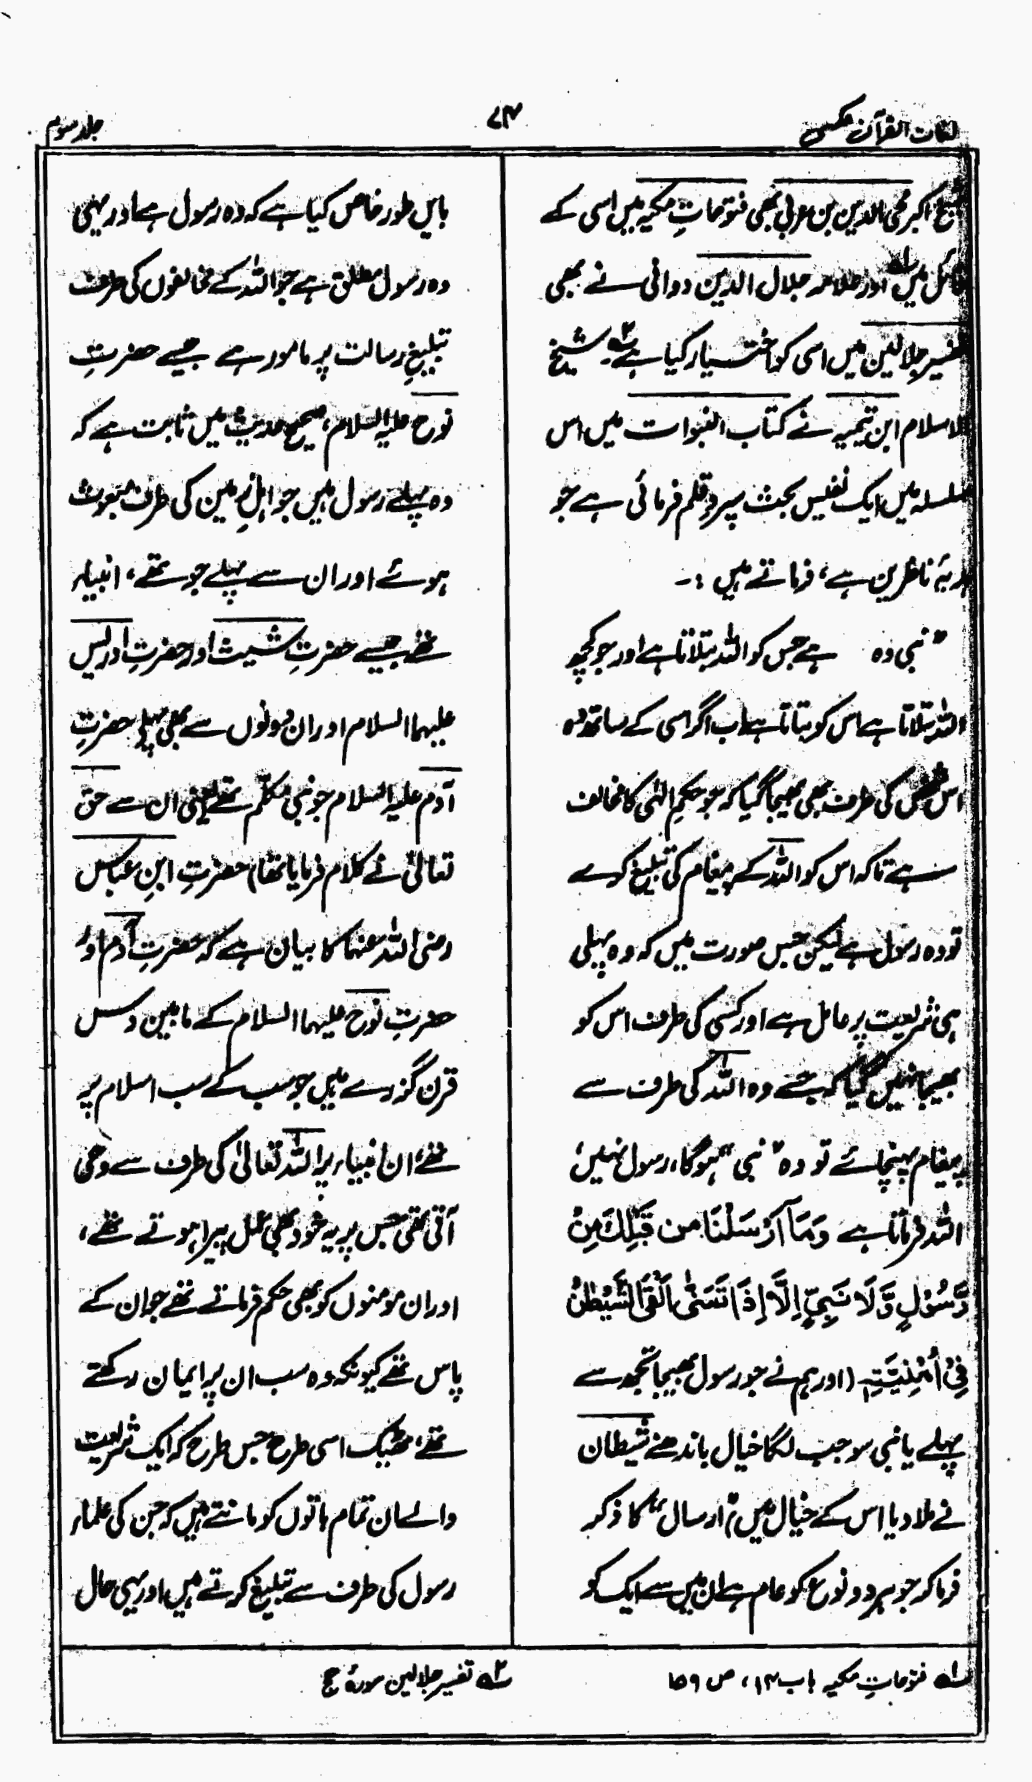 لغات القرآن عکسی
۷۴
جلد سوم
شیخ اکبر محی الدین بن عربی بھی فتوحاتِ مکیہ میں اسی کے
قائل ہیں اور علامہ جلال الدین دوانی نے بھی
تفسیر جلالین میں اسی کو اختیار کیا ہے۲؎ شیخ
الاسلام ابن تیمیہ نے کتاب النبوات میں اس
سلسلہ میں ایک نفیس بحث سپردِ قلم فرمائی ہے جو
ہدیۂ ناظرین ہے، فرماتے ہیں :۔
”نبی وہ ہے جس کو اللہ بتلاتا ہے اور جو کچھ
اللہ بتلاتا ہے اس کو بتاتا ہے اب اگر اسی کے ساتھ وہ
اس شخص کی طرف بھی بھیجا گیا کہ جو حکمِ الٰہی کا مخالف
ہے تاکہ اس کو اللہ کے پیغام کی تبلیغ کرے
تو وہ رسول ہے لیکن جس صورت میں کہ وہ پہلی
ہی شریعت پر عامل ہے اور کسی کی طرف اس کو
بھیجا نہیں گیا کہ جسے وہ اللہ کی طرف سے
پیغام پہنچائے تو وہ ”نبی“ ہوگا، رسول نہیں،
اللہ فرماتا ہے وَمَآ اَرْسَلْنَا مِن قَبْلِكَ مِنْ
رَّسُوْلٍ وَّلَا نَبِيٍّ اِلَّا اِذَا تَمَنّٰى اَلْقَى الشَّيْطٰنُ
فِيْ اُمْنِيَّتِهٖ (اور ہم نے جو رسول بھیجا تجھ سے
پہلے یا نبی سو جب لگا خیال باندھنے شیطان
نے ملا دیا اس کے خیال میں) ”ارسال“ کا ذکر
فرما کر جو ہر دو نوع کو عام ہے ان میں سے ایک کو
بایں طور خاص کیا ہے کہ وہ رسول ہے اور یہی
وہ رسول مطلق ہے جو اللہ کے مخالفوں کی طرف
تبلیغِ رسالت پر مامور ہے جیسے حضرتِ
نوح علیہ السلام، صحیح حدیث میں ثابت ہے کہ
وہ پہلے رسول ہیں جو اہلِ زمین کی طرف مبعوث
ہوئے اور ان سے پہلے جو تھے، انبیاء
تھے جیسے حضرتِ شیث اور حضرتِ ادریس
علیہما السلام اور ان دونوں سے بھی پہلے حضرتِ
آدم علیہ السلام جو نبی مکلّم تھے (یعنی ان سے حق
تعالیٰ نے کلام فرمایا تھا) حضرتِ ابنِ عباس
رضی اللہ عنہما کا بیان ہے کہ حضرتِ آدم اور
حضرتِ نوح علیہما السلام کے مابین دس
قرن گزرے ہیں جو سب کے سب اسلام پر
تھے، ان انبیاء پر اللہ تعالیٰ کی طرف سے وحی
آتی تھی جس پر یہ خود بھی عمل پیرا ہوتے تھے،
اور ان مومنوں کو بھی حکم فرماتے تھے جو ان کے
پاس تھے کیونکہ وہ سب ان پر ایمان رکھتے
تھے، ٹھیک اسی طرح جس طرح کہ ایک شریعت
والے ان تمام باتوں کو مانتے ہیں کہ جن کی علماء
رسول کی طرف سے تبلیغ کرتے ہیں، اور یہی حال
۱؎ فتوحاتِ مکیہ باب ۱۴، ص ۱۵۹
۲؎ تفسیر جلالین سورۂ حج